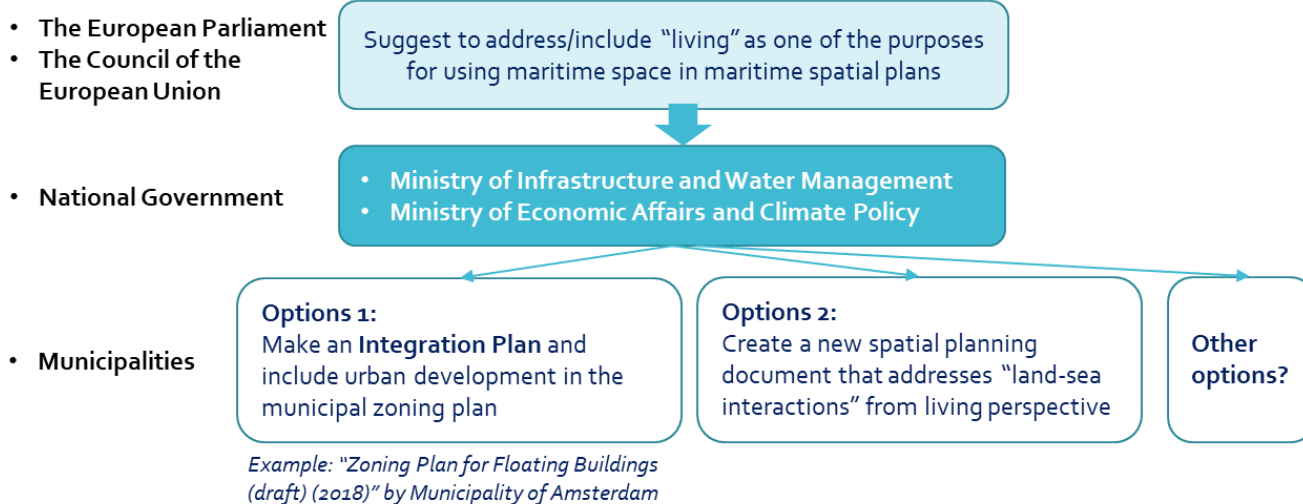 • The European Parliament
• The Council of the
European Union
Suggest to address/include “living” as one of the purposes
for using maritime space in maritime spatial plans
• National Government
• Ministry of Infrastructure and Water Management
• Ministry of Economic Affairs and Climate Policy
• Municipalities
Options 1:
Make an Integration Plan and
include urban development in the
municipal zoning plan
Options 2:
Create a new spatial planning
document that addresses “land-sea
interactions” from living perspective
Other
options?
Example: “Zoning Plan for Floating Buildings
(draft) (2018)” by Municipality of Amsterdam